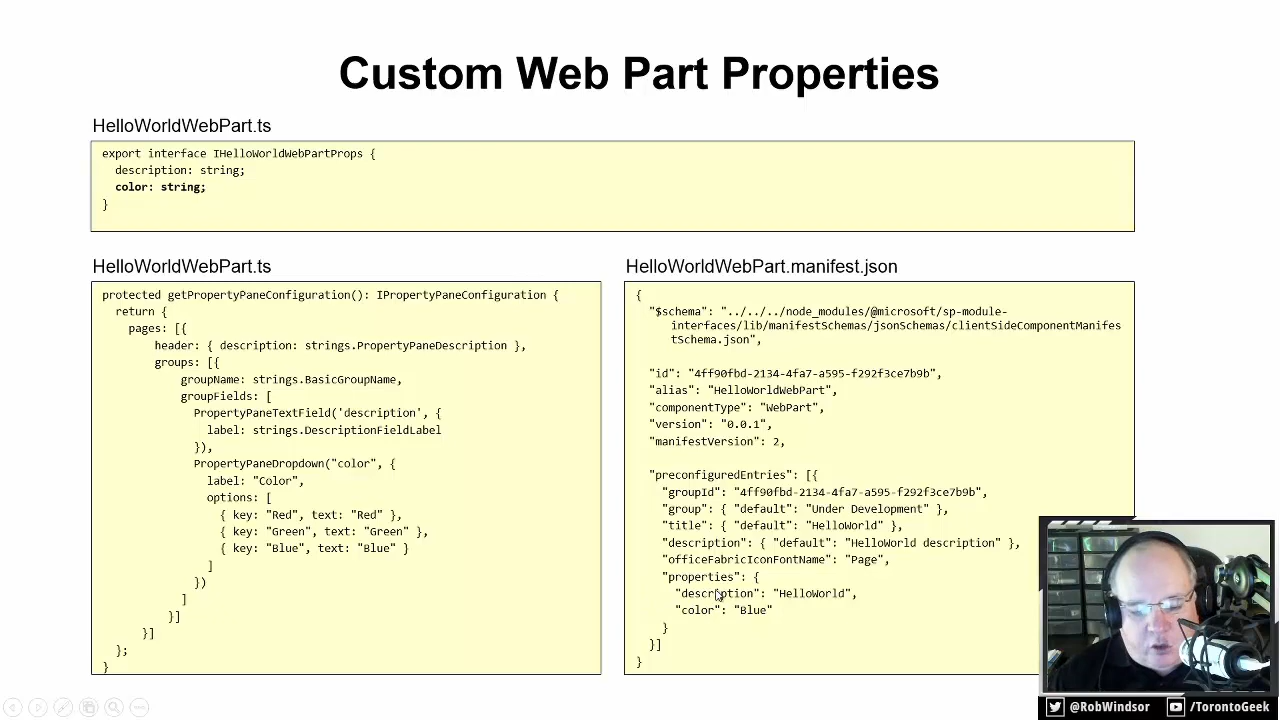 Custom Web Part Properties
HelloWorldWebPart.ts
export interface IHelloWorldWebPartProps {
description: string;
color: string;
}
HelloWorldWebPart.ts
protected getPropertyPaneConfiguration(): IPropertyPaneConfiguration {
return {
pages: [{
header: { description: strings.PropertyPaneDescription },
groups: [{
groupName: strings.BasicGroupName,
groupFields: [
PropertyPaneTextField('description', {
label: strings.DescriptionFieldLabel
}),
PropertyPaneDropdown("color", {
label: "Color",
options: [
{ key: "Red", text: "Red" },
{ key: "Green", text: "Green" },
{ key: "Blue", text: "Blue" }
]
})
]
}]
}]
};
}
HelloWorldWebPart.manifest.json
{
"$schema": "../../../node_modules/@microsoft/sp-module-
interfaces/lib/manifestSchemas/jsonSchemas/clientSideComponentManifes
tSchema.json",
"id": "4ff90fbd-2134-4fa7-a595-f292f3ce7b9b",
"alias": "HelloWorldWebPart",
"componentType": "WebPart",
"version": "0.0.1",
"manifestVersion": 2,
"preconfiguredEntries": [{
"groupId": "4ff90fbd-2134-4fa7-a595-f292f3ce7b9b",
"group": { "default": "Under Development" },
"title": { "default": "HelloWorld" },
"description": { "default": "HelloWorld description" },
"officeFabricIconFontName": "Page",
"properties": {
"description": "HelloWorld",
"color": "Blue"
}
}]
}
@RobWindsor
/TorontoGeek